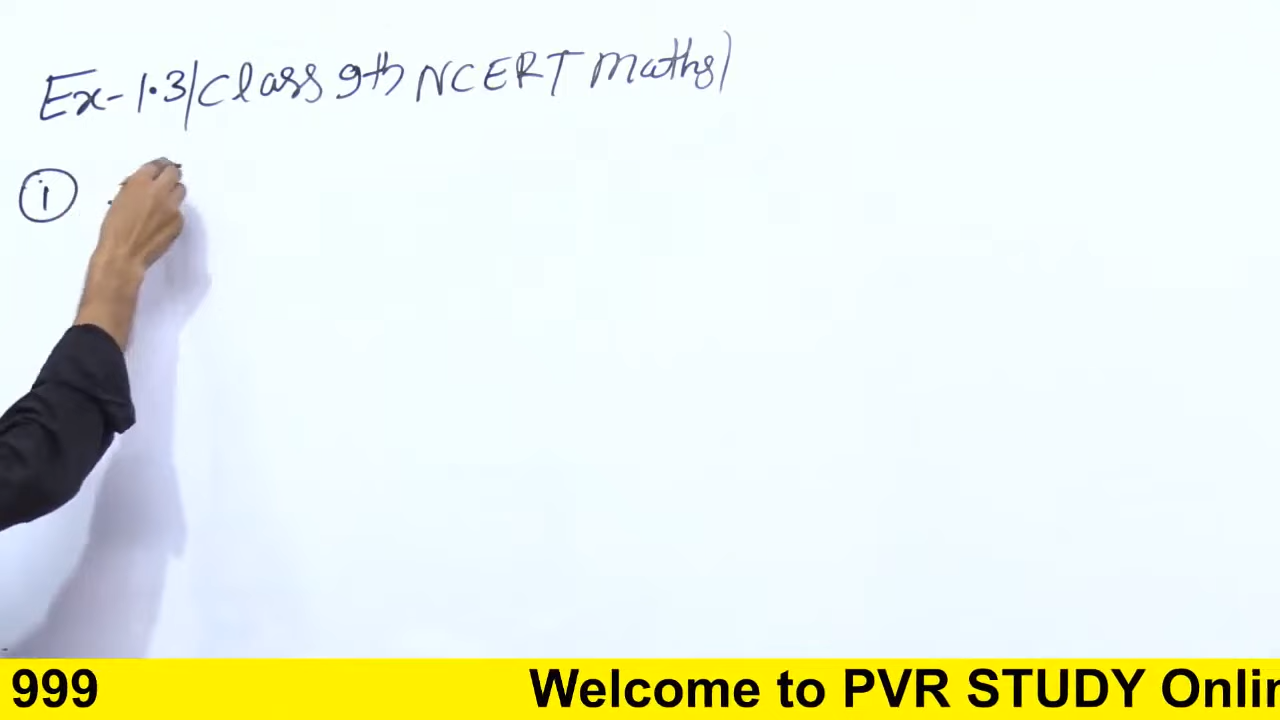 Ex-1.3/Class 9th NCERT Maths)
①
999 Welcome to PVR STUDY Onlin